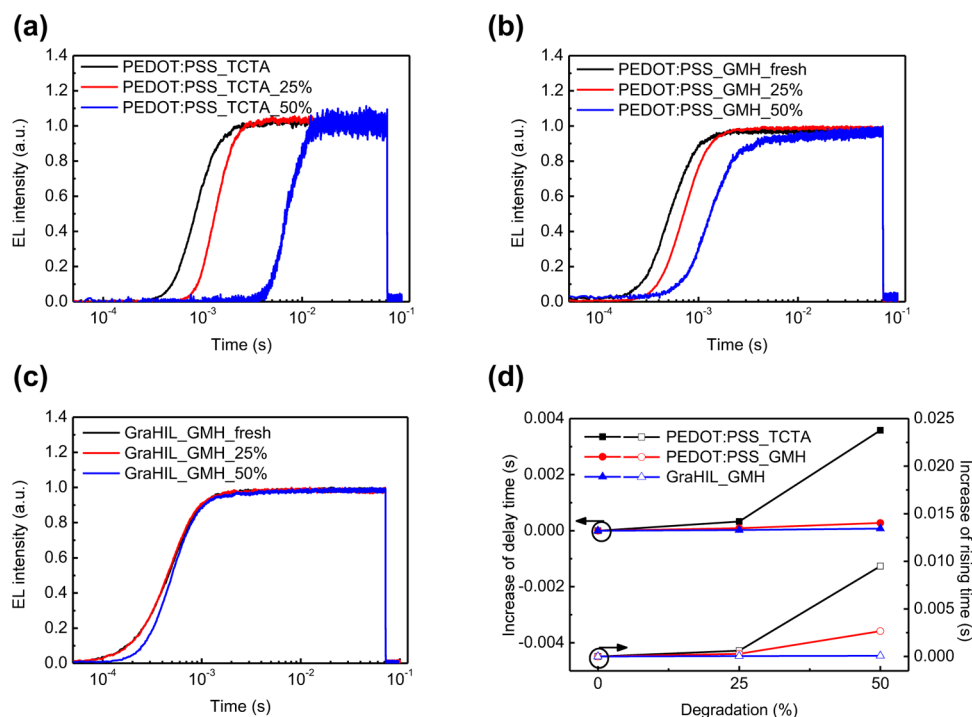 (a)
1.4
1.2
1.0
0.8
0.6
0.4
0.2
0.0
EL intensity (a.u.)
PEDOT:PSS_TCTA
PEDOT:PSS_TCTA_25%
PEDOT:PSS_TCTA_50%
10⁻⁴ 10⁻³ 10⁻² 10⁻¹
Time (s)
(b)
1.4
1.2
1.0
0.8
0.6
0.4
0.2
0.0
EL intensity (a.u.)
PEDOT:PSS_GMH_fresh
PEDOT:PSS_GMH_25%
PEDOT:PSS_GMH_50%
10⁻⁴ 10⁻³ 10⁻² 10⁻¹
Time (s)
(c)
1.4
1.2
1.0
0.8
0.6
0.4
0.2
0.0
EL intensity (a.u.)
GraHIL_GMH_fresh
GraHIL_GMH_25%
GraHIL_GMH_50%
10⁻⁴ 10⁻³ 10⁻² 10⁻¹
Time (s)
(d)
0.004
0.002
0.000
-0.002
-0.004
Increase of delay time (s)
PEDOT:PSS_TCTA
PEDOT:PSS_GMH
GraHIL_GMH
0 25 50
Degradation (%)
0.025
0.020
0.015
0.010
0.005
0.000
Increase of rising time (s)